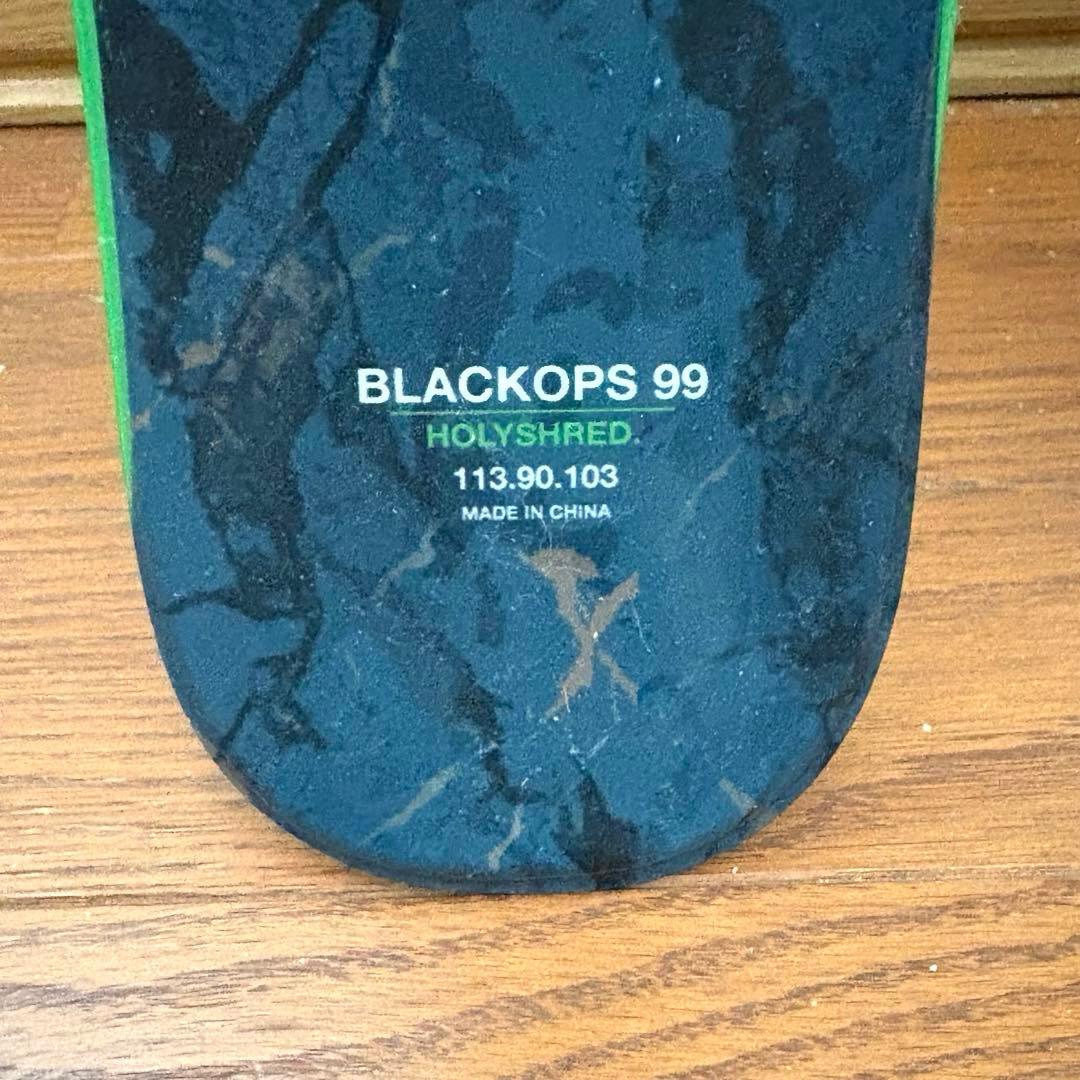 BLACKOPS 99
HOLYSHRED.
113.90.103
MADE IN CHINA